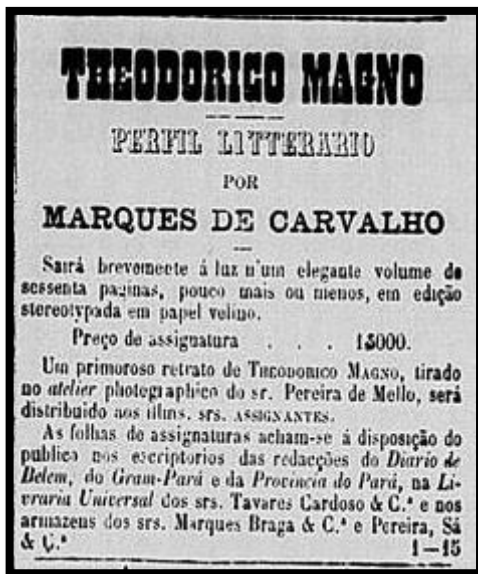 THEODORICO MAGNO
PERFIL LITTERARIO
POR
MARQUES DE CARVALHO
Sairá brevemecte á luz n'um elegante volume de
sessenta paginas, pouco mais ou menos, em edição
stereotypada em papel velino.
Preço de assignatura . . . 1$000.
Um primoroso retrato de THEODORICO MAGNO, tirado
no atelier photographico do sr. Pereira de Mello, será
distribuido aos illms. srs. ASSIGNANTES.
As folhas de assignaturas acham-se á disposição do
publico nos escriptorios das redacções do Diario de
Belem, do Gram-Pará e da Provincia do Pará, na Li-
vraria Universal dos srs. Tavares Cardoso & C.ª e nos
armazens dos srs. Marques Braga & C.ª e Pereira, Sá
& C.ª 1—15